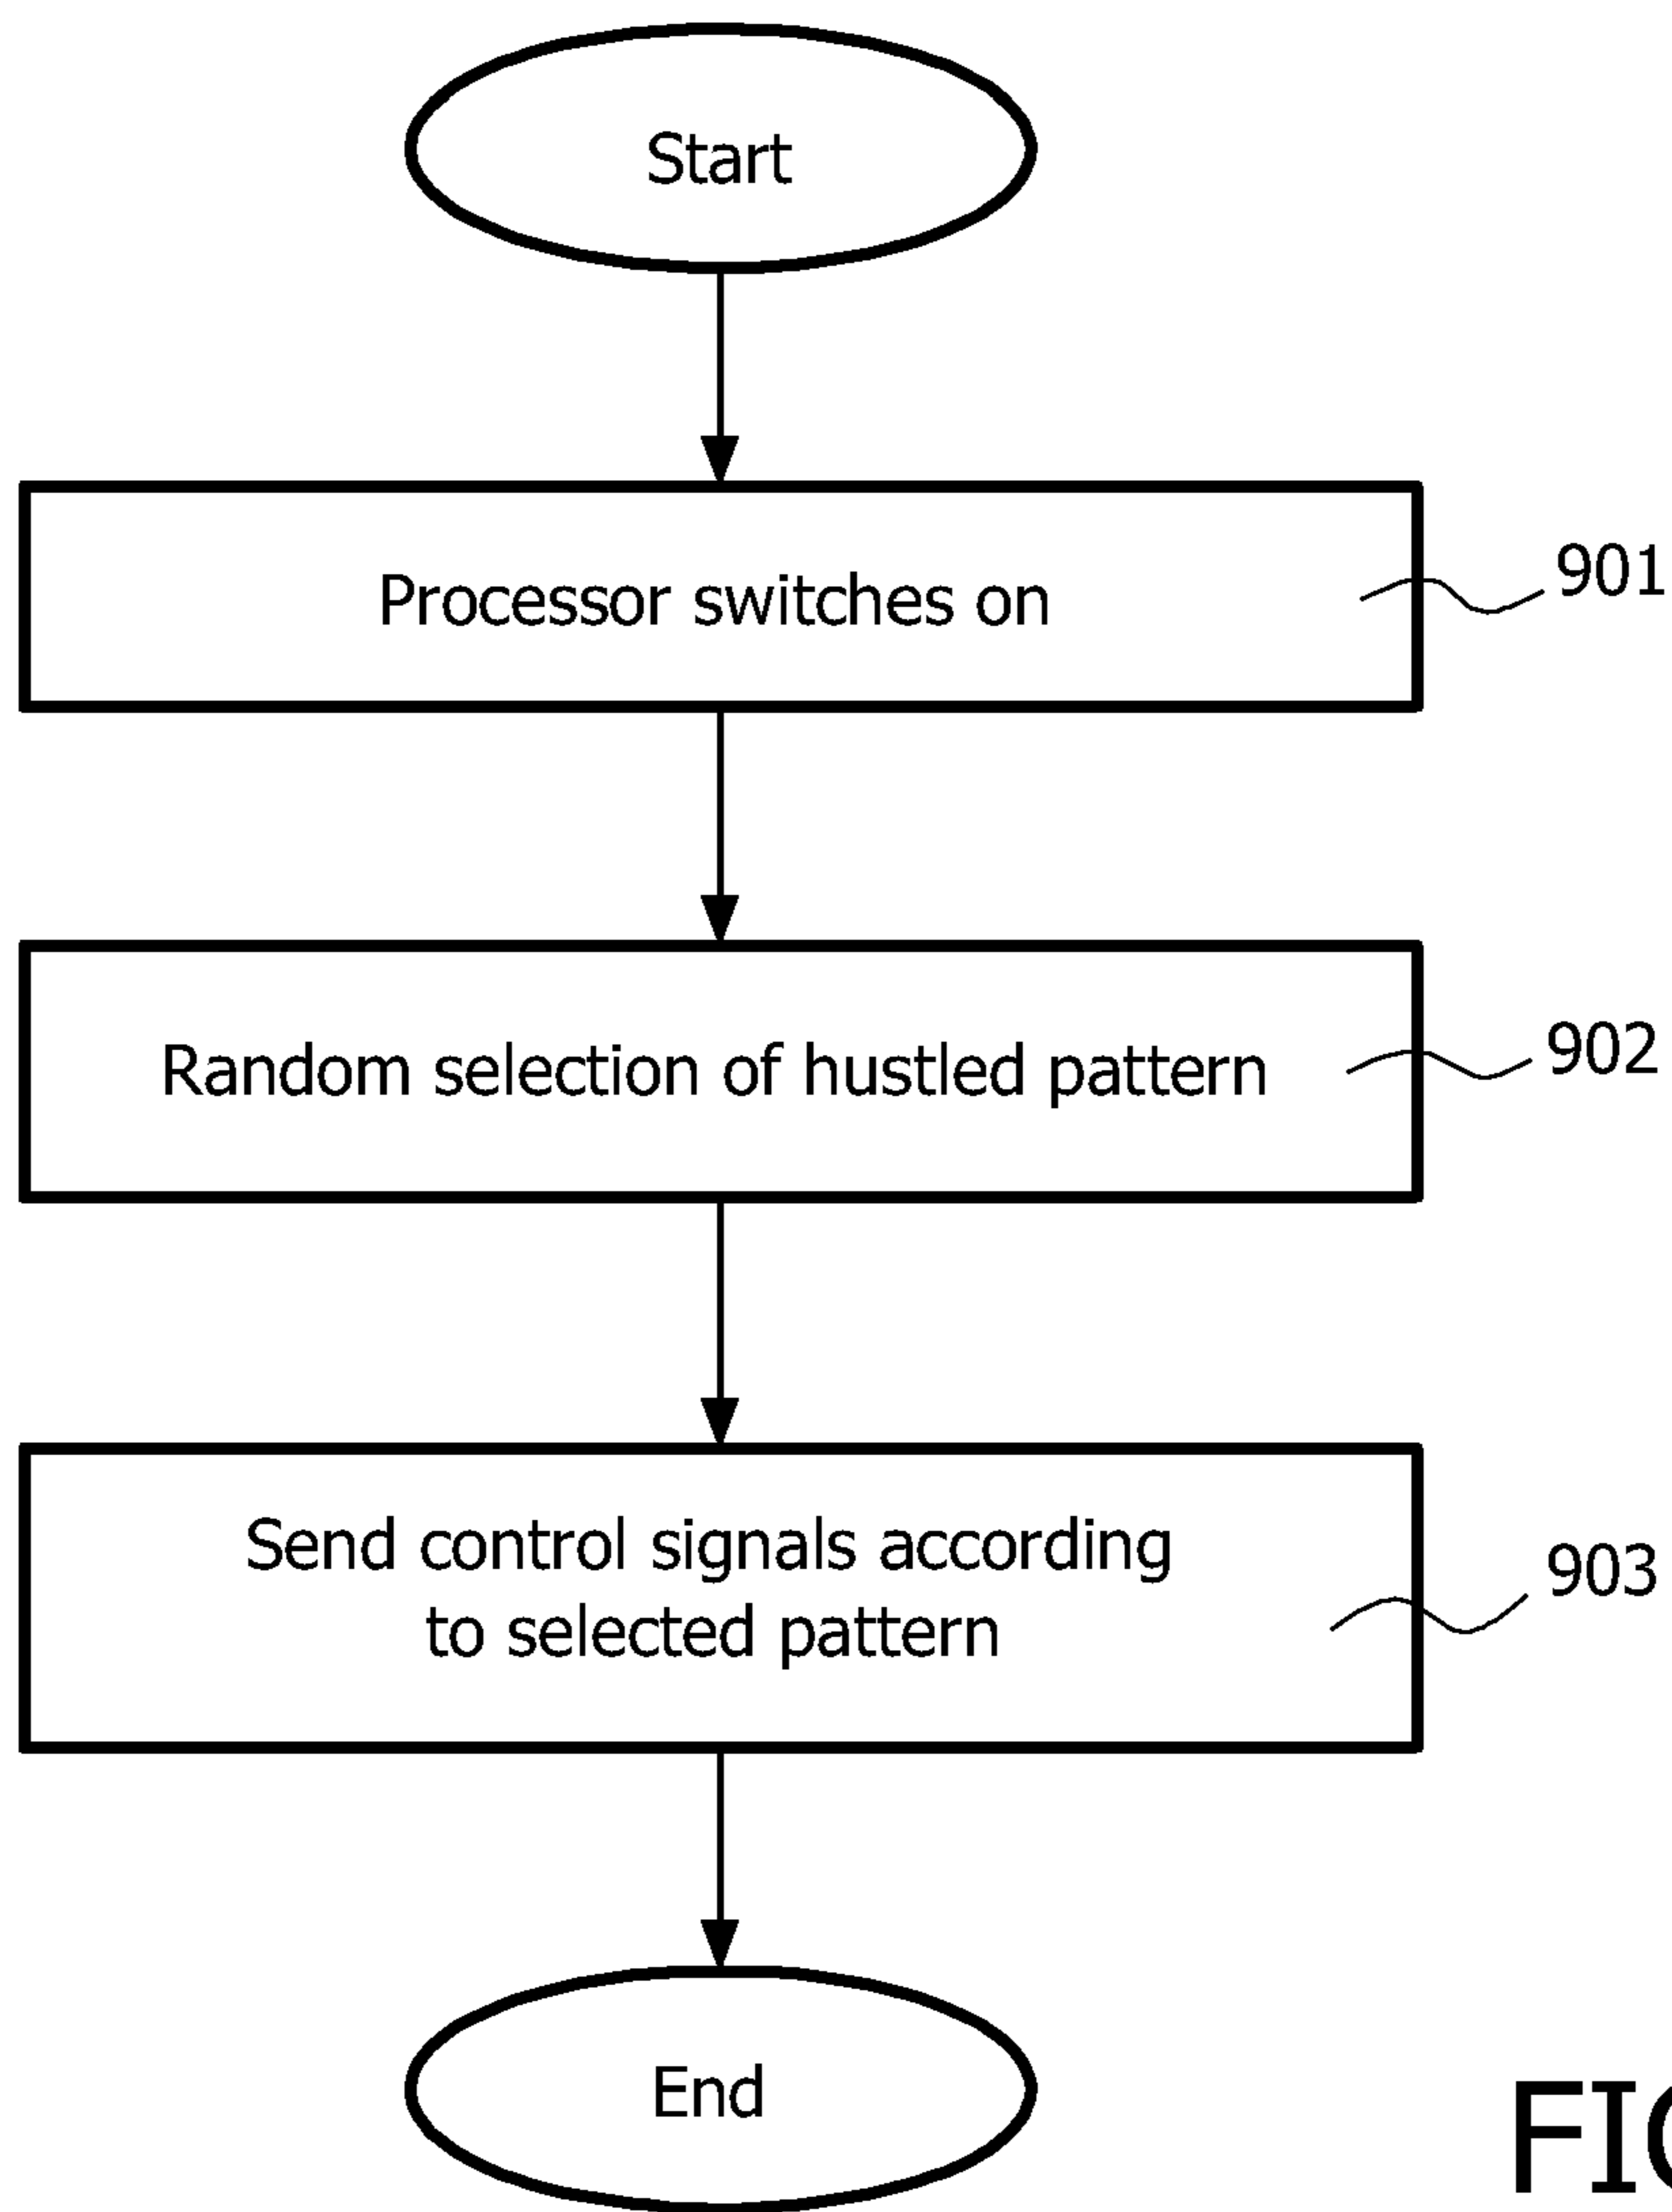 Start
Processor switches on
901
Random selection of hustled pattern
902
Send control signals according
to selected pattern
903
End